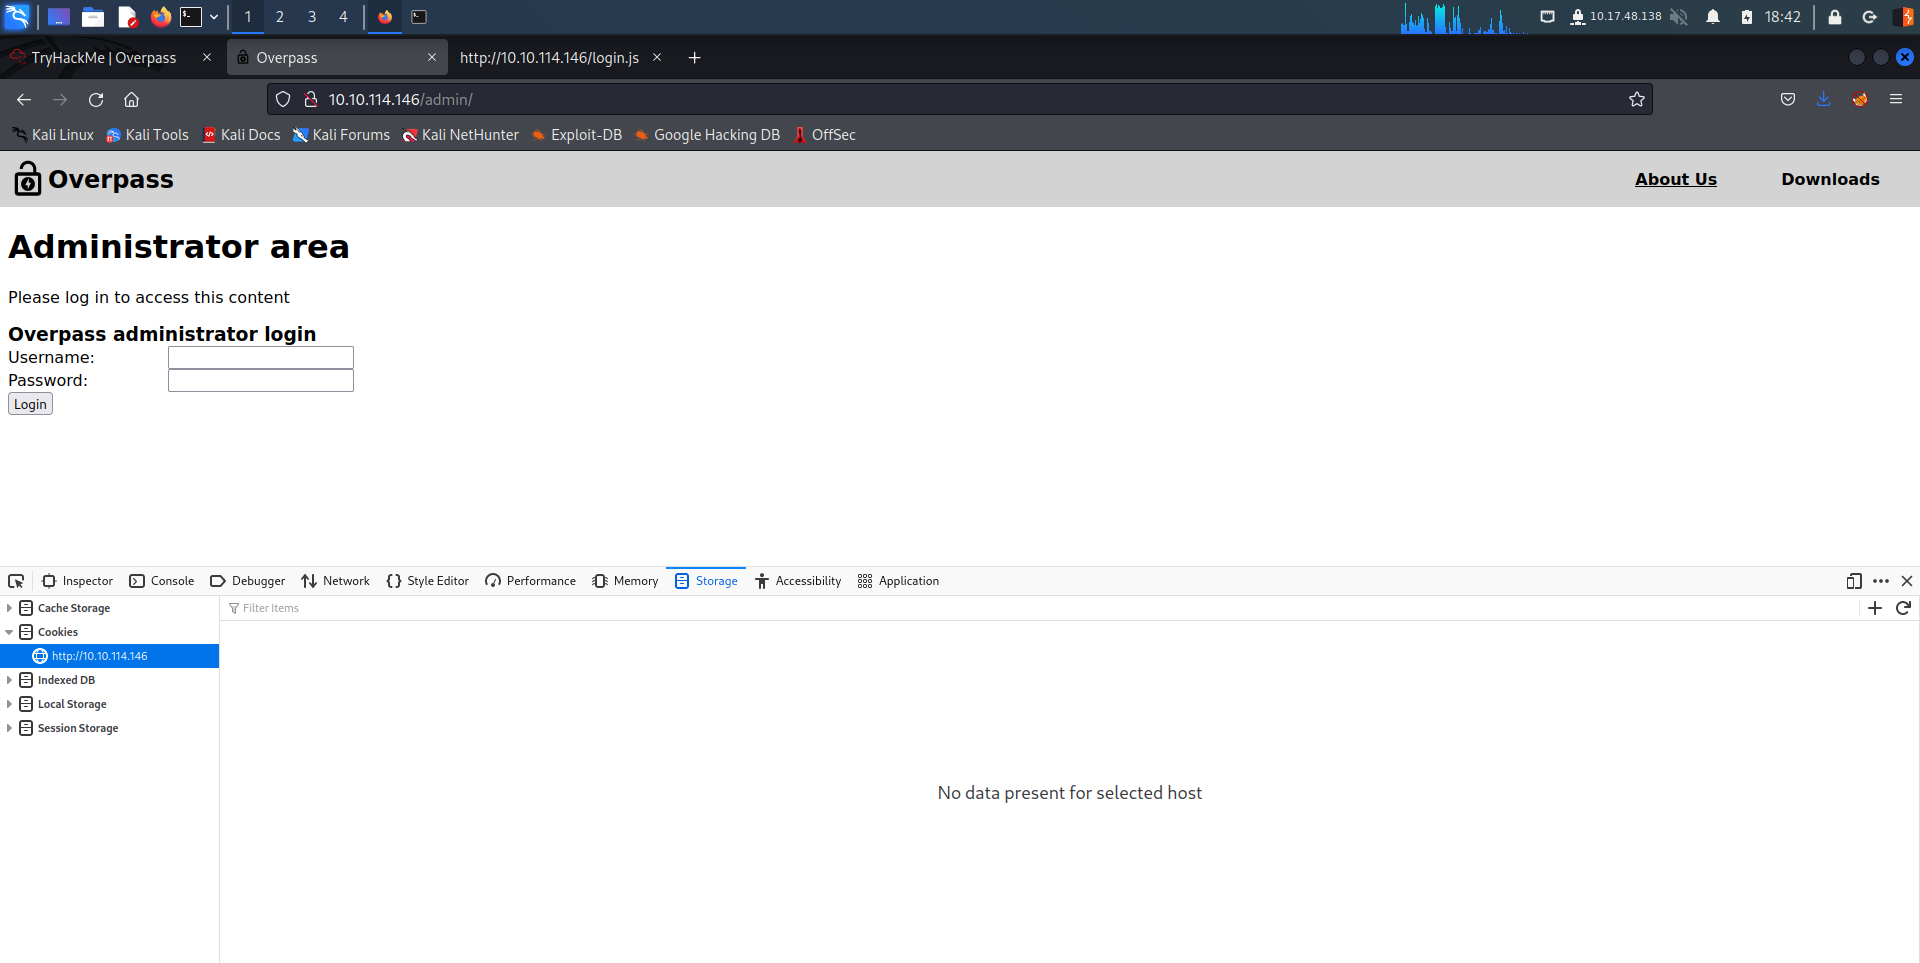 1 2 3 4 10.17.48.138 18:42
TryHackMe | Overpass Overpass http://10.10.114.146/login.js
10.10.114.146/admin/
Kali Linux Kali Tools Kali Docs Kali Forums Kali NetHunter Exploit-DB Google Hacking DB OffSec
Overpass About Us Downloads
Administrator area
Please log in to access this content
Overpass administrator login
Username:
Password:
Login
Inspector Console Debugger Network Style Editor Performance Memory Storage Accessibility Application
Cache Storage Filter Items
Cookies
http://10.10.114.146
Indexed DB
Local Storage
Session Storage
No data present for selected host